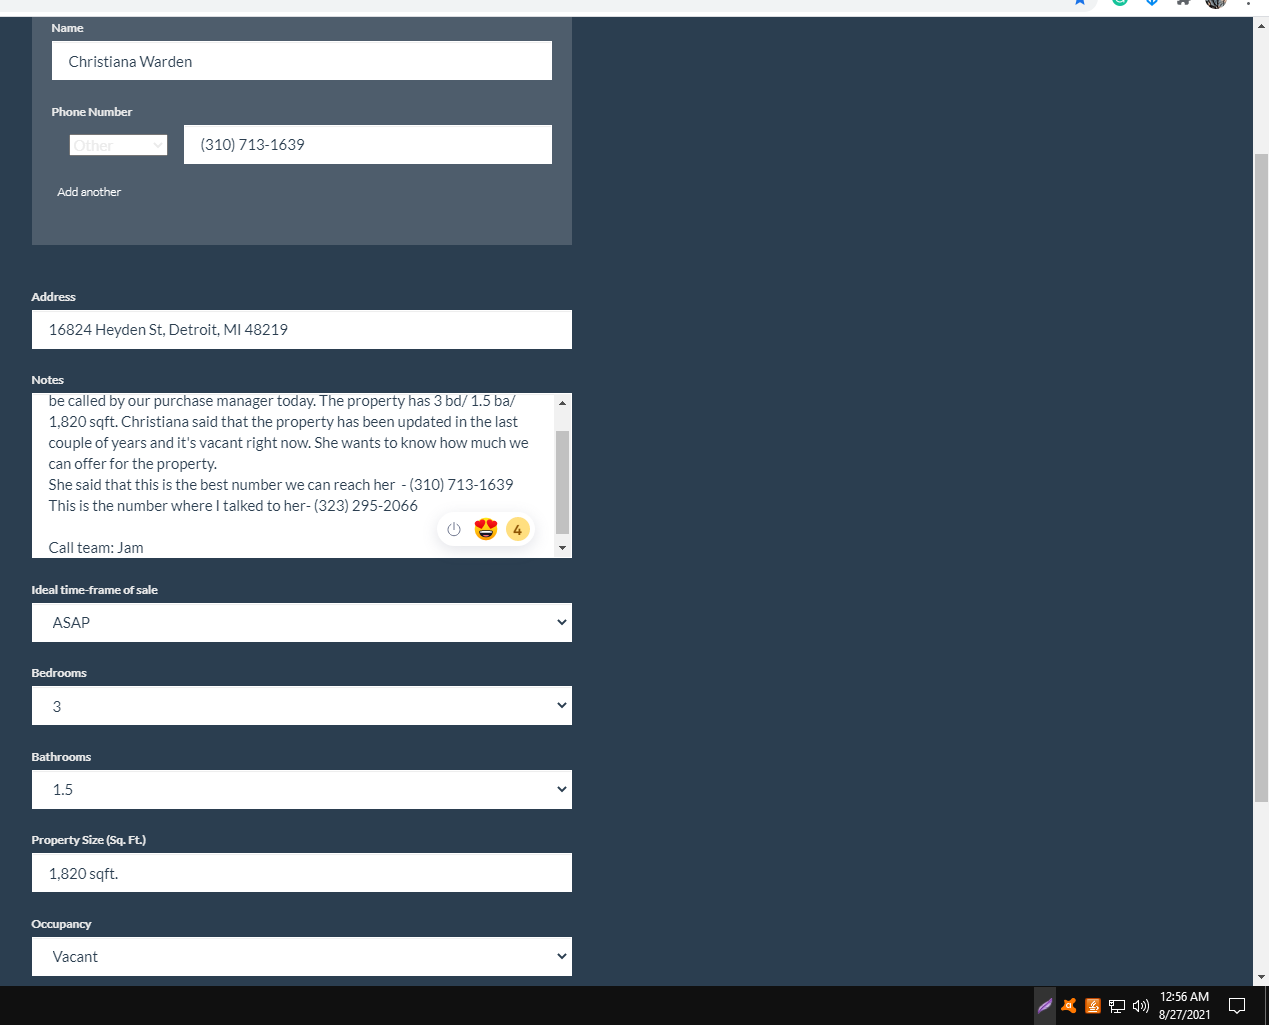 Name
Christiana Warden
Phone Number
Other
(310) 713-1639
Add another
Address
16824 Heyden St, Detroit, MI 48219
Notes
be called by our purchase manager today. The property has 3 bd/ 1.5 ba/
1,820 sqft. Christiana said that the property has been updated in the last
couple of years and it's vacant right now. She wants to know how much we
can offer for the property.
She said that this is the best number we can reach her  - (310) 713-1639
This is the number where I talked to her- (323) 295-2066
4
Call team: Jam
Ideal time-frame of sale
ASAP
Bedrooms
3
Bathrooms
1.5
Property Size (Sq. Ft.)
1,820 sqft.
Occupancy
Vacant
12:56 AM
8/27/2021